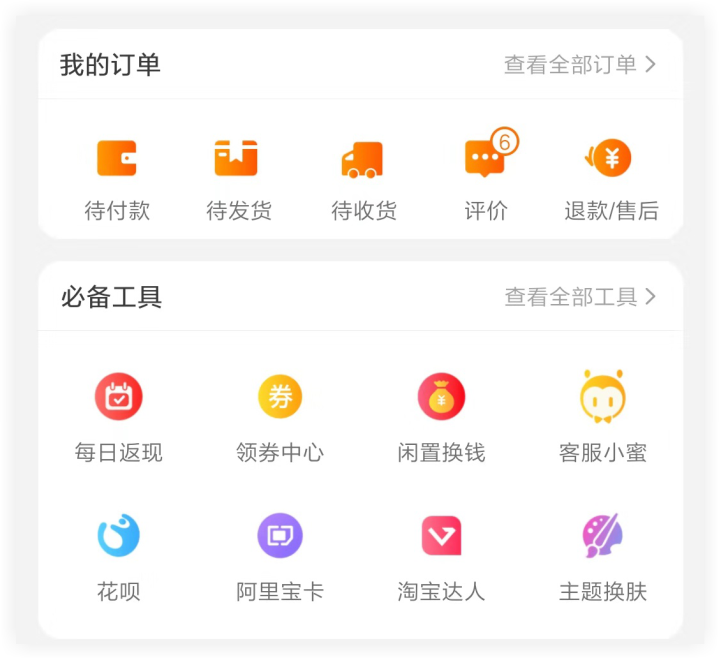 我的订单 查看全部订单
6
待付款 待发货 待收货 评价 退款/售后
必备工具 查看全部工具
券
每日返现 领券中心 闲置换钱 客服小蜜
花呗 阿里宝卡 淘宝达人 主题换肤